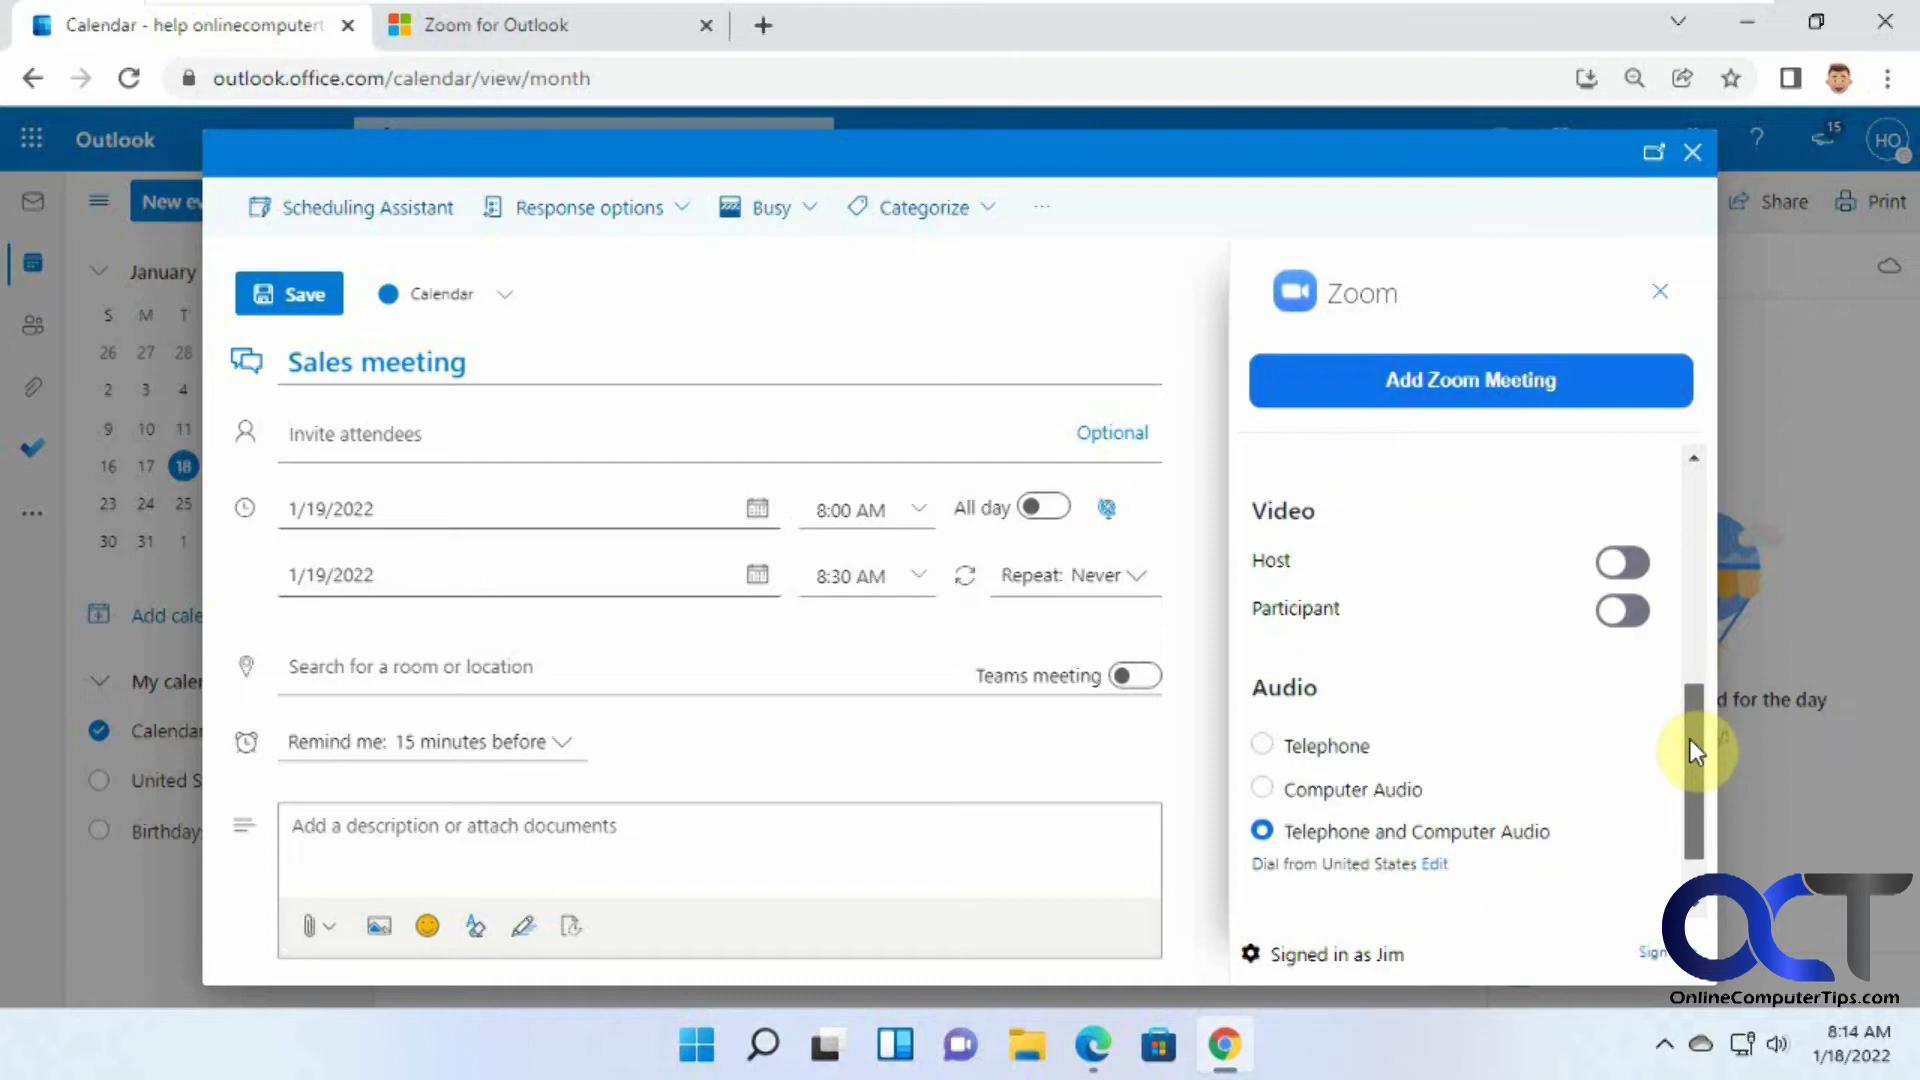 Calendar - help onlinecomputert
Zoom for Outlook
outlook.office.com/calendar/view/month
Outlook
15
HO
New ev
Scheduling Assistant
Response options
Busy
Categorize
Share
Print
January
S M T
26 27 28
2 3 4
9 10 11
16 17 18
23 24 25
30 31 1
Add cale
My caler
Calendar
United S
Birthday
Save
Calendar
Sales meeting
Invite attendees
Optional
1/19/2022
8:00 AM
All day
1/19/2022
8:30 AM
Repeat: Never
Search for a room or location
Teams meeting
Remind me: 15 minutes before
Add a description or attach documents
Zoom
Add Zoom Meeting
Video
Host
Participant
Audio
Telephone
Computer Audio
Telephone and Computer Audio
Dial from United States Edit
Signed in as Jim
Sign
d for the day
OCT
OnlineComputerTips.com
8:14 AM
1/18/2022